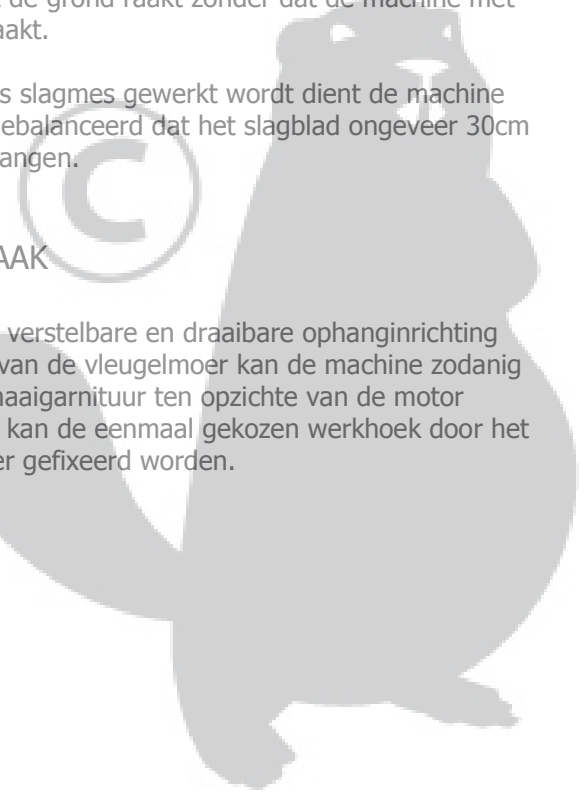 de grond raakt zonder dat de machine met
aakt.
s slagmes gewerkt wordt dient de machine
ebalanceerd dat het slagblad ongeveer 30cm
angen.
©
AAK
verstelbare en draaibare ophanginrichting
van de vleugelmoer kan de machine zodanig
naaigarnituur ten opzichte van de motor
kan de eenmaal gekozen werkhoek door het
er gefixeerd worden.